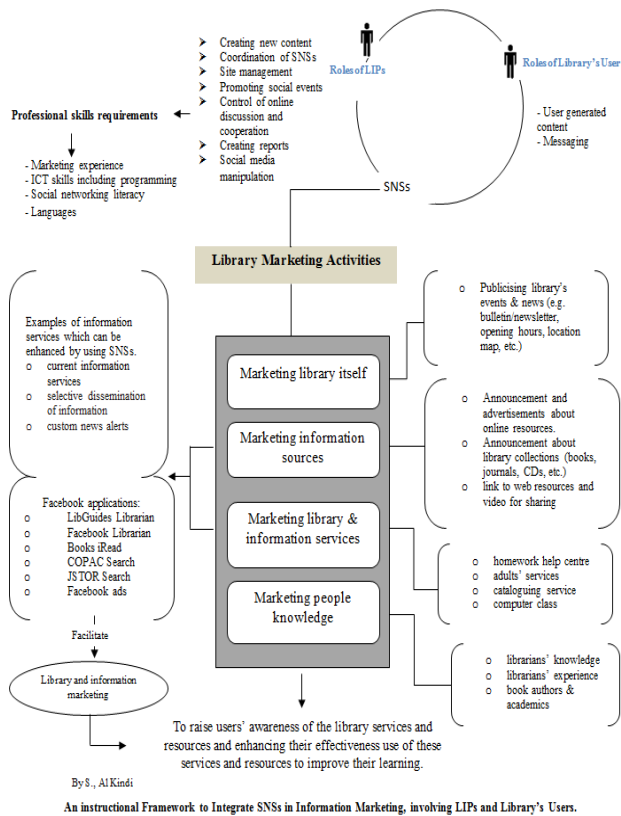 ➢ Creating new content
➢ Coordination of SNSs
➢ Site management
➢ Promoting social events
➢ Control of online
discussion and
cooperation
➢ Creating reports
➢ Social media
manipulation
Roles of LIPs
Roles of Library's User
- User generated
content
- Messaging
SNSs
Professional skills requirements
- Marketing experience
- ICT skills including programming
- Social networking literacy
- Languages
Library Marketing Activities
Examples of information
services which can be
enhanced by using SNSs.
o current information
services
o selective dissemination
of information
o custom news alerts
Facebook applications:
o LibGuides Librarian
o Facebook Librarian
o Books iRead
o COPAC Search
o JSTOR Search
o Facebook ads
Facilitate
Library and information
marketing
Marketing library itself
Marketing information
sources
Marketing library &
information services
Marketing people
knowledge
o Publicising library's
events & news (e.g.
bulletin/newsletter,
opening hours, location
map, etc.)
o Announcement and
advertisements about
online resources.
o Announcement about
library collections (books,
journals, CDs, etc.)
o link to web resources and
video for sharing
o homework help centre
o adults' services
o cataloguing service
o computer class
o librarians' knowledge
o librarians' experience
o book authors &
academics
To raise users' awareness of the library services and
resources and enhancing their effectiveness use of these
services and resources to improve their learning.
By S., Al Kindi
An instructional Framework to Integrate SNSs in Information Marketing, involving LIPs and Library's Users.